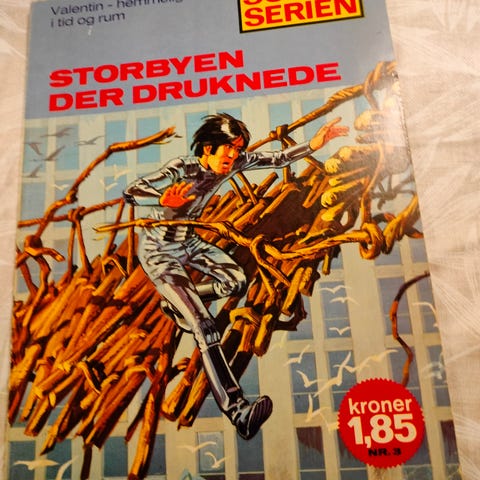 Valentin - hemmelig
i tid og rum
SERIEN
STORBYEN
DER DRUKNEDE
kroner
1,85
NR. 3